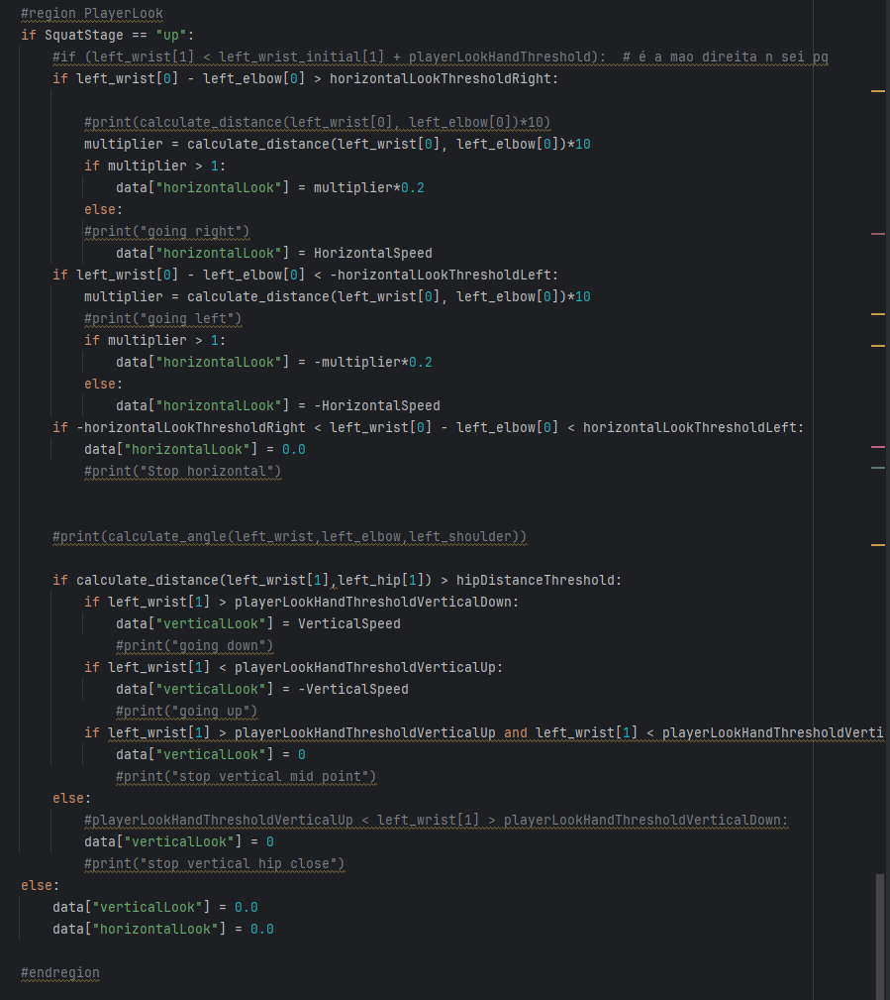 #region PlayerLook
if SquatStage == "up":
    #if (left_wrist[1] < left_wrist_initial[1] + playerLookHandThreshold):  # é a mao direita n sei pq
    if left_wrist[0] - left_elbow[0] > horizontalLookThresholdRight:
        #print(calculate_distance(left_wrist[0], left_elbow[0])*10)
        multiplier = calculate_distance(left_wrist[0], left_elbow[0])*10
        if multiplier > 1:
            data["horizontalLook"] = multiplier*0.2
        else:
        #print("going right")
            data["horizontalLook"] = HorizontalSpeed
    if left_wrist[0] - left_elbow[0] < -horizontalLookThresholdLeft:
        multiplier = calculate_distance(left_wrist[0], left_elbow[0])*10
        #print("going left")
        if multiplier > 1:
            data["horizontalLook"] = -multiplier*0.2
        else:
            data["horizontalLook"] = -HorizontalSpeed
    if -horizontalLookThresholdRight < left_wrist[0] - left_elbow[0] < horizontalLookThresholdLeft:
        data["horizontalLook"] = 0.0
        #print("Stop horizontal")
    #print(calculate_angle(left_wrist,left_elbow,left_shoulder))
    if calculate_distance(left_wrist[1],left_hip[1]) > hipDistanceThreshold:
        if left_wrist[1] > playerLookHandThresholdVerticalDown:
            data["verticalLook"] = VerticalSpeed
            #print("going down")
        if left_wrist[1] < playerLookHandThresholdVerticalUp:
            data["verticalLook"] = -VerticalSpeed
            #print("going up")
        if left_wrist[1] > playerLookHandThresholdVerticalUp and left_wrist[1] < playerLookHandThresholdVerti
            data["verticalLook"] = 0
            #print("stop vertical mid point")
    else:
        #playerLookHandThresholdVerticalUp < left_wrist[1] > playerLookHandThresholdVerticalDown:
        data["verticalLook"] = 0
        #print("stop vertical hip close")
else:
    data["verticalLook"] = 0.0
    data["horizontalLook"] = 0.0
#endregion